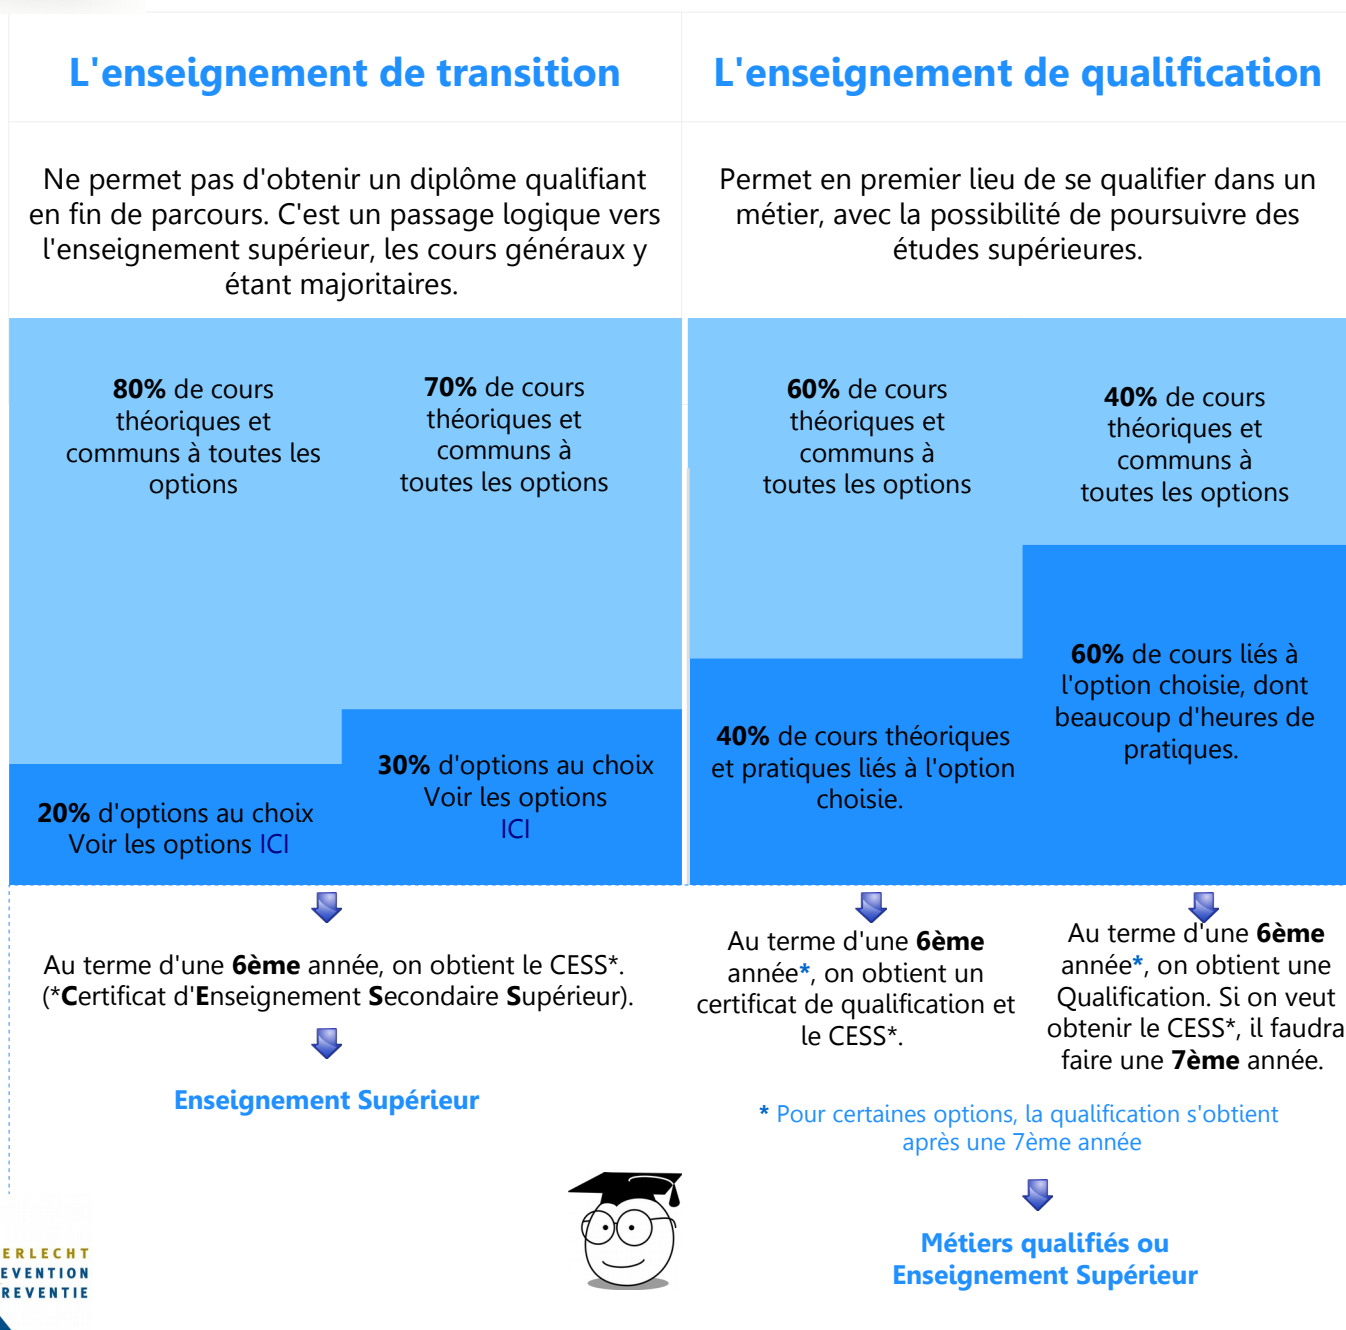 L'enseignement de transition
L'enseignement de qualification
Ne permet pas d'obtenir un diplôme qualifiant
en fin de parcours. C'est un passage logique vers
l'enseignement supérieur, les cours généraux y
étant majoritaires.
Permet en premier lieu de se qualifier dans un
métier, avec la possibilité de poursuivre des
études supérieures.
80% de cours
théoriques et
communs à toutes les
options
70% de cours
théoriques et
communs à
toutes les options
60% de cours
théoriques et
communs à
toutes les options
40% de cours
théoriques et
communs à
toutes les options
20% d'options au choix
Voir les options ICI
30% d'options au choix
Voir les options
ICI
40% de cours théoriques
et pratiques liés à l'option
choisie.
60% de cours liés à
l'option choisie, dont
beaucoup d'heures de
pratiques.
Au terme d'une 6ème année, on obtient le CESS*.
(*Certificat d'Enseignement Secondaire Supérieur).
Enseignement Supérieur
Au terme d'une 6ème
année*, on obtient un
certificat de qualification et
le CESS*.
Au terme d'une 6ème
année*, on obtient une
Qualification. Si on veut
obtenir le CESS*, il faudra
faire une 7ème année.
* Pour certaines options, la qualification s'obtient
après une 7ème année
Métiers qualifiés ou
Enseignement Supérieur
ERLECHT
EVENTION
REVENTIE